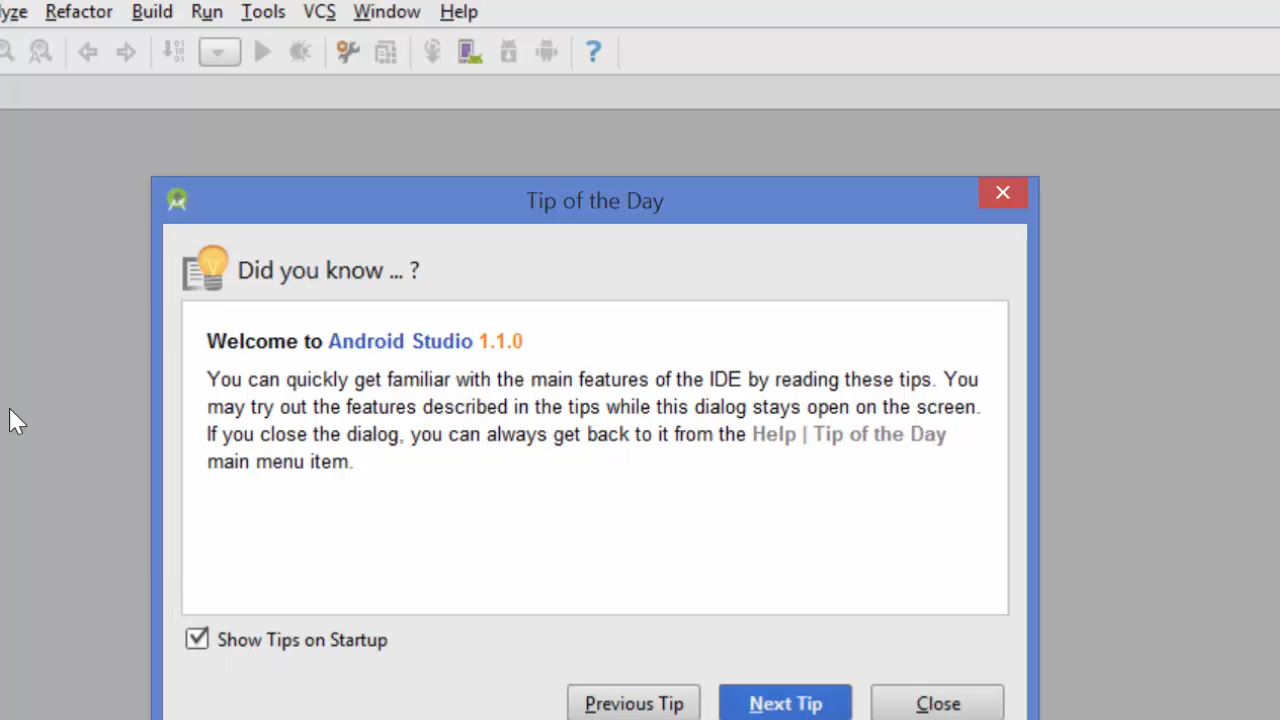 Refactor Build Run Tools VCS Window Help
Tip of the Day
Did you know ... ?
Welcome to Android Studio 1.1.0
You can quickly get familiar with the main features of the IDE by reading these tips. You
may try out the features described in the tips while this dialog stays open on the screen.
If you close the dialog, you can always get back to it from the Help | Tip of the Day
main menu item.
Show Tips on Startup
Previous Tip Next Tip Close